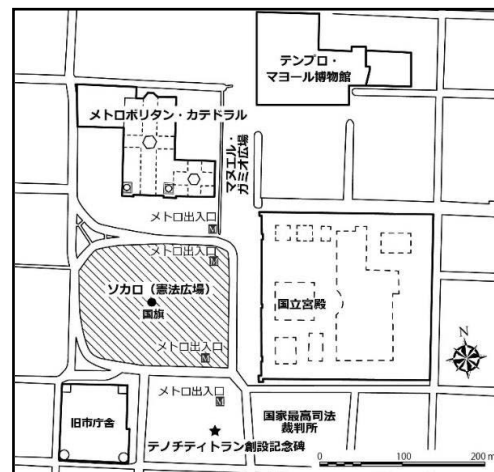 テンプロ・
マヨール博物館
メトロポリタン・カテドラル
マヌエル・
ガミオ広場
メトロ出入口
M
メトロ出入口
M
ソカロ（憲法広場）
国旗
国立宮殿
メトロ出入口
M
N
メトロ出入口
M
旧市庁舎
国家最高司法
裁判所
テノチティトラン創設記念碑
0 100 200 m